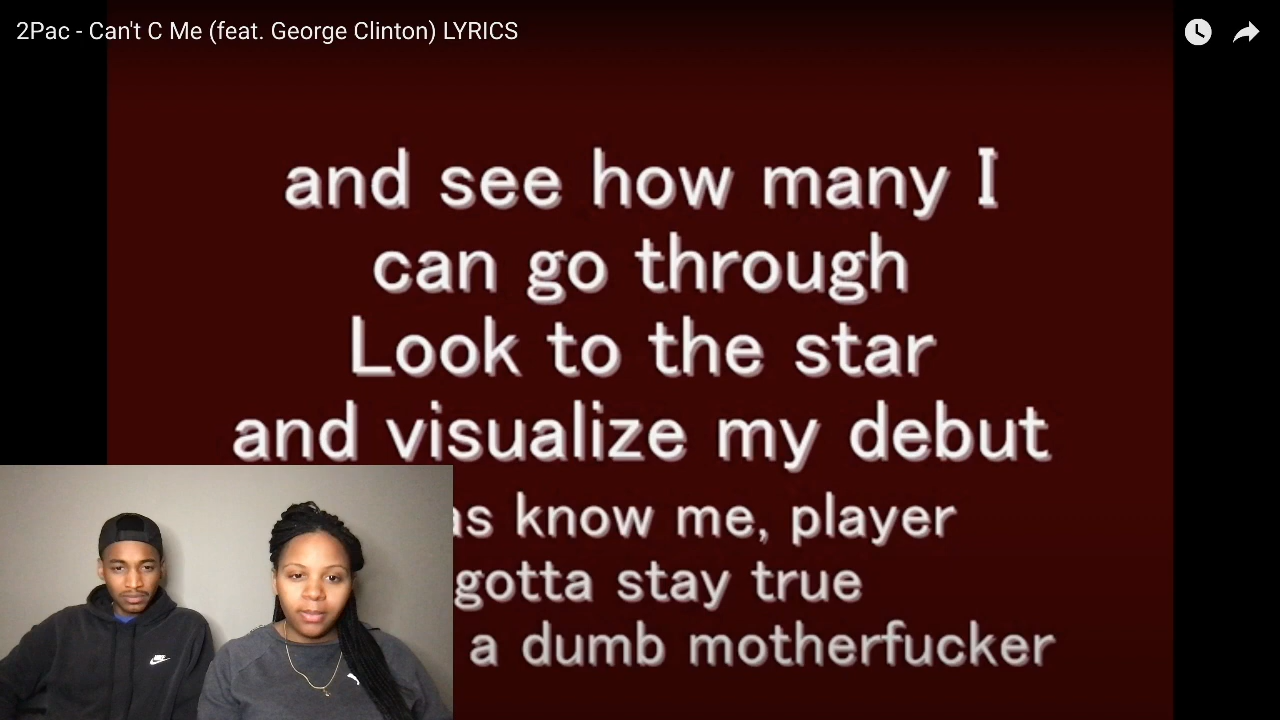 2Pac - Can't C Me (feat. George Clinton) LYRICS
and see how many I
can go through
Look to the star
and visualize my debut
know me, player
gotta stay true
a dumb motherfucker